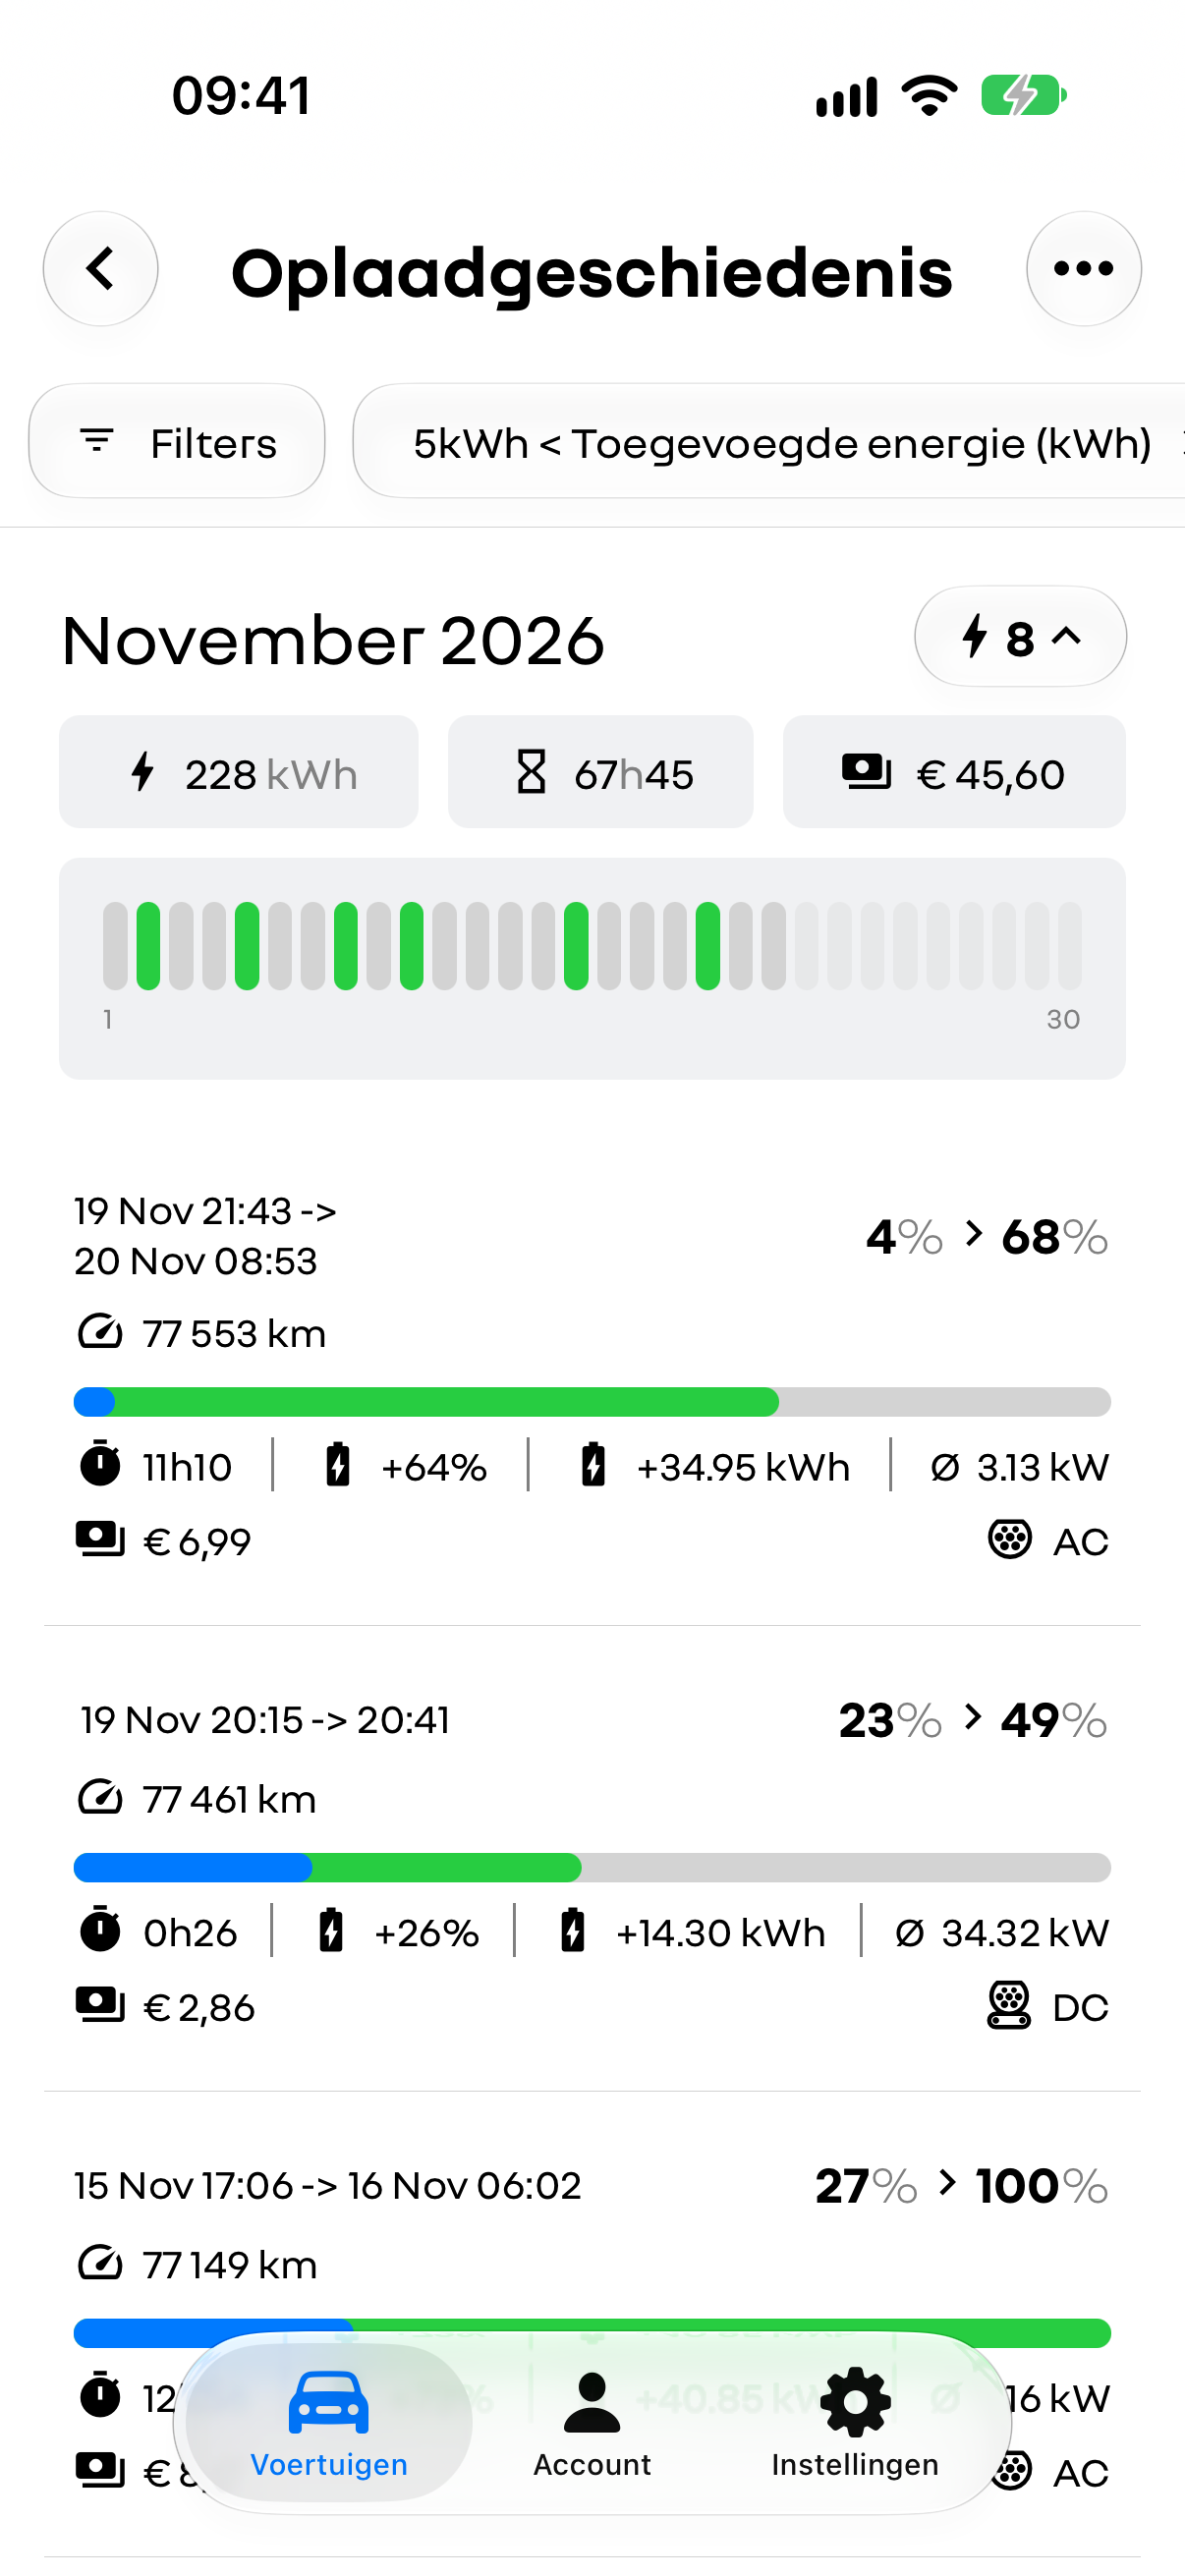 09:41
Oplaadgeschiedenis
Filters
5kWh < Toegevoegde energie (kWh)
November 2026
8
228 kWh
67h45
€ 45,60
1
30
19 Nov 21:43 ->
20 Nov 08:53
4% > 68%
77 553 km
11h10
+64%
+34.95 kWh
Ø 3.13 kW
€ 6,99
AC
19 Nov 20:15 -> 20:41
23% > 49%
77 461 km
0h26
+26%
+14.30 kWh
Ø 34.32 kW
€ 2,86
DC
15 Nov 17:06 -> 16 Nov 06:02
27% > 100%
77 149 km
12
+40.85 kW
Ø
16 kW
€
AC
Voertuigen
Account
Instellingen